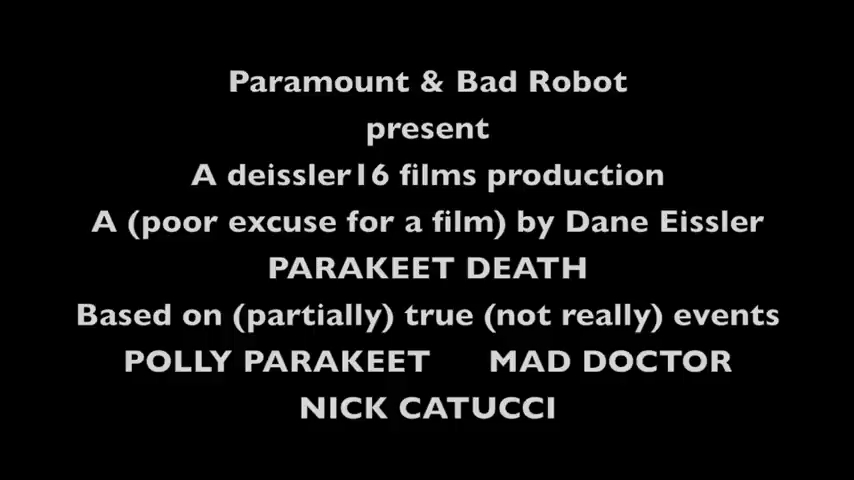 Paramount & Bad Robot
present
A deissler16 films production
A (poor excuse for a film) by Dane Eissler
PARAKEET DEATH
Based on (partially) true (not really) events
POLLY PARAKEET MAD DOCTOR
NICK CATUCCI